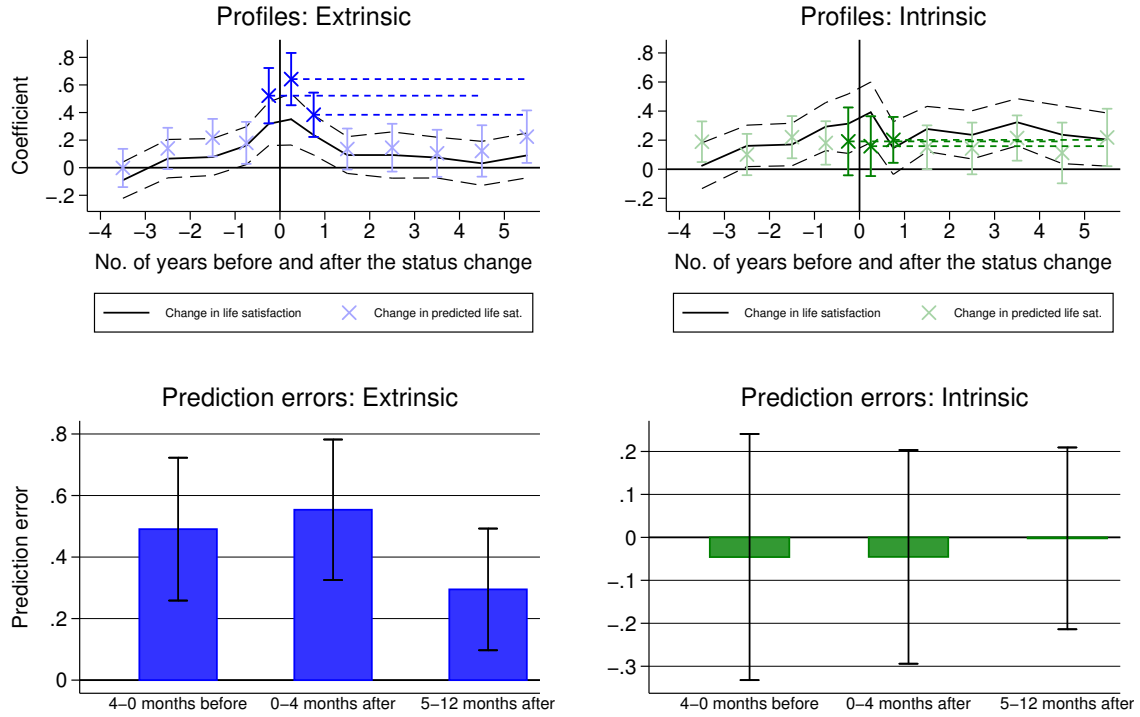 Profiles: Extrinsic
Coefficient
.8
.6
.4
.2
0
−.2
−4 −3 −2 −1 0 1 2 3 4 5
No. of years before and after the status change
Change in life satisfaction
Change in predicted life sat.
Profiles: Intrinsic
.8
.6
.4
.2
0
−.2
−4 −3 −2 −1 0 1 2 3 4 5
No. of years before and after the status change
Change in life satisfaction
Change in predicted life sat.
Prediction errors: Extrinsic
Prediction error
.8
.6
.4
.2
0
4−0 months before 0−4 months after 5−12 months after
Prediction errors: Intrinsic
.2
.1
0
−.1
−.2
−.3
4−0 months before 0−4 months after 5−12 months after